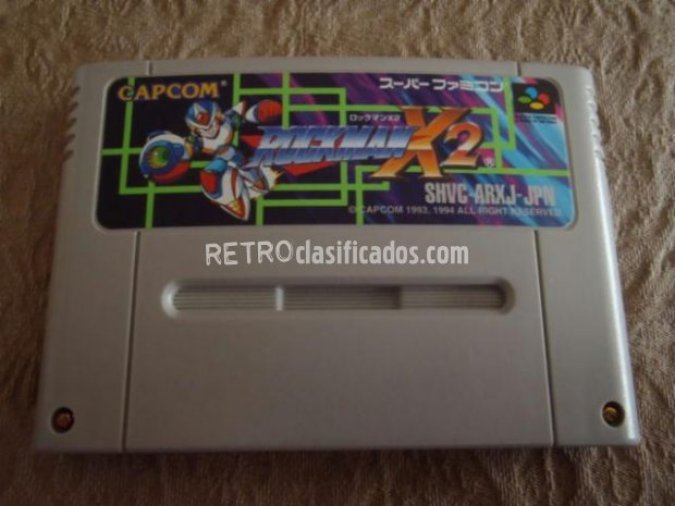 CAPCOM
スーパーファミコン
ロックマンX2
ROCKMAN X2
SHVC-ARXJ-JPN
© CAPCOM 1993, 1994 ALL RIGHT RESERVED
RETROclasificados.com